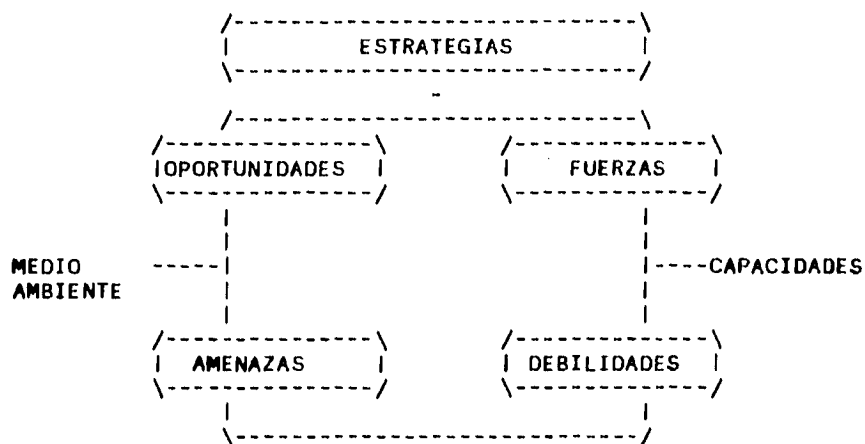 ESTRATEGIAS
OPORTUNIDADES FUERZAS
MEDIO CAPACIDADES
AMBIENTE
AMENAZAS DEBILIDADES